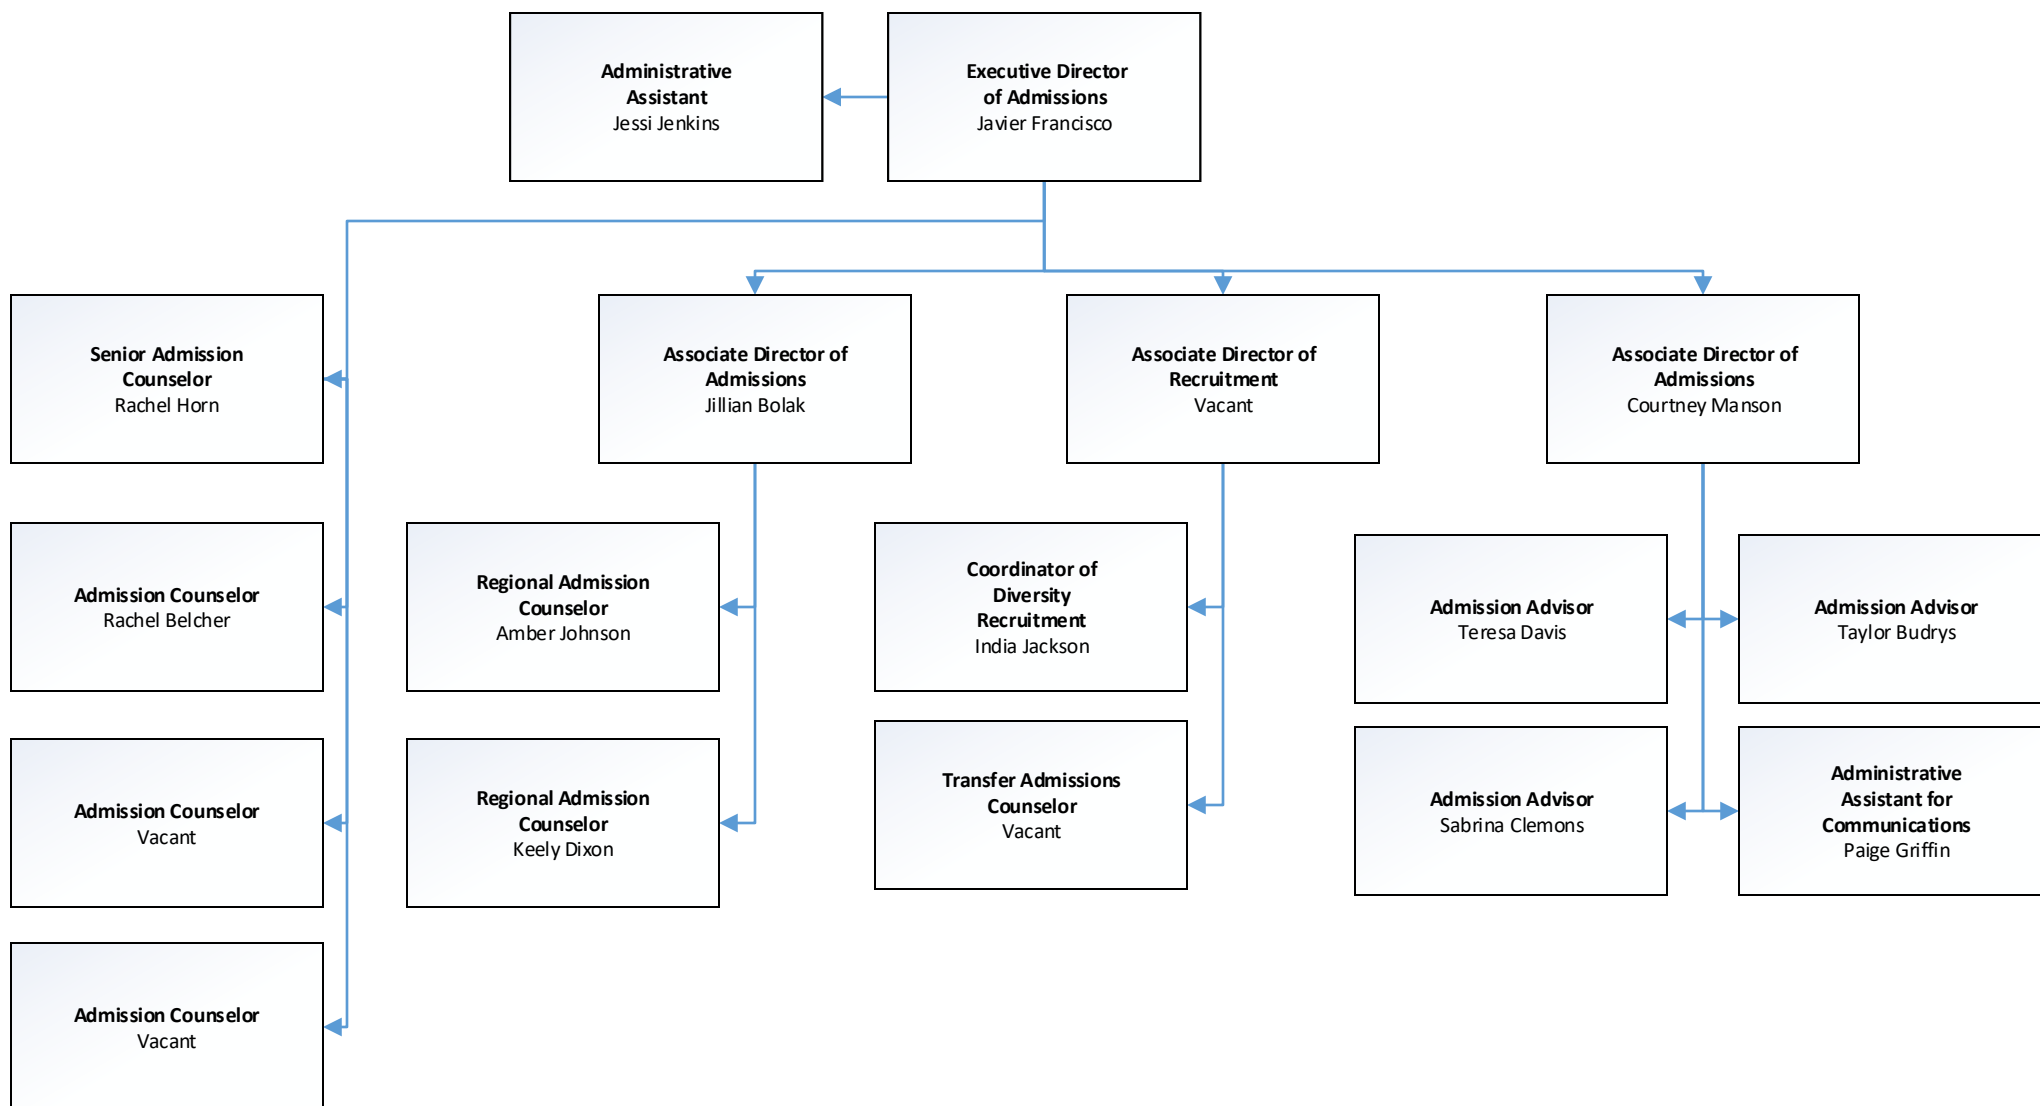 Administrative
Assistant
Jessi Jenkins
Executive Director
of Admissions
Javier Francisco
Senior Admission
Counselor
Rachel Horn
Associate Director of
Admissions
Jillian Bolak
Associate Director of
Recruitment
Vacant
Associate Director of
Admissions
Courtney Manson
Admission Counselor
Rachel Belcher
Regional Admission
Counselor
Amber Johnson
Coordinator of
Diversity
Recruitment
India Jackson
Admission Advisor
Teresa Davis
Admission Advisor
Taylor Budrys
Admission Counselor
Vacant
Regional Admission
Counselor
Keely Dixon
Transfer Admissions
Counselor
Vacant
Admission Advisor
Sabrina Clemons
Administrative
Assistant for
Communications
Paige Griffin
Admission Counselor
Vacant